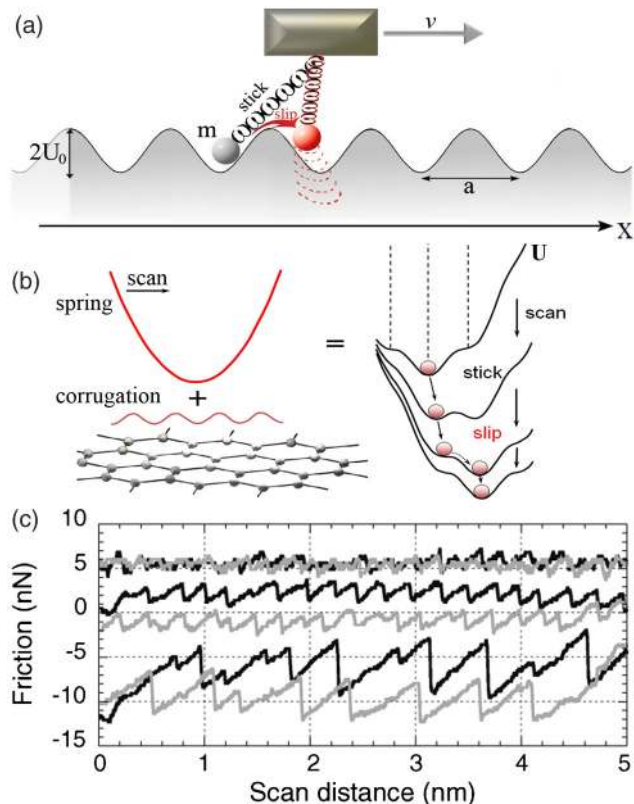 (a)
v
stick
slip
m
2U₀
a
X
(b)
scan
spring
+
corrugation
=
U
scan
stick
slip
(c)
Friction (nN)
10
5
0
-5
-10
-15
0
1
2
3
4
5
Scan distance (nm)